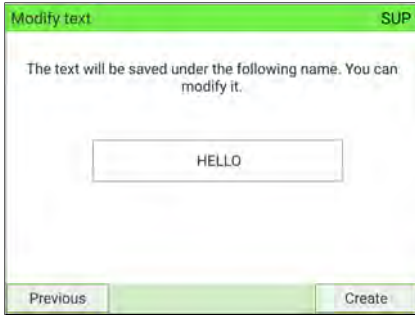 Modify text SUP
The text will be saved under the following name. You can
modify it.
HELLO
Previous Create